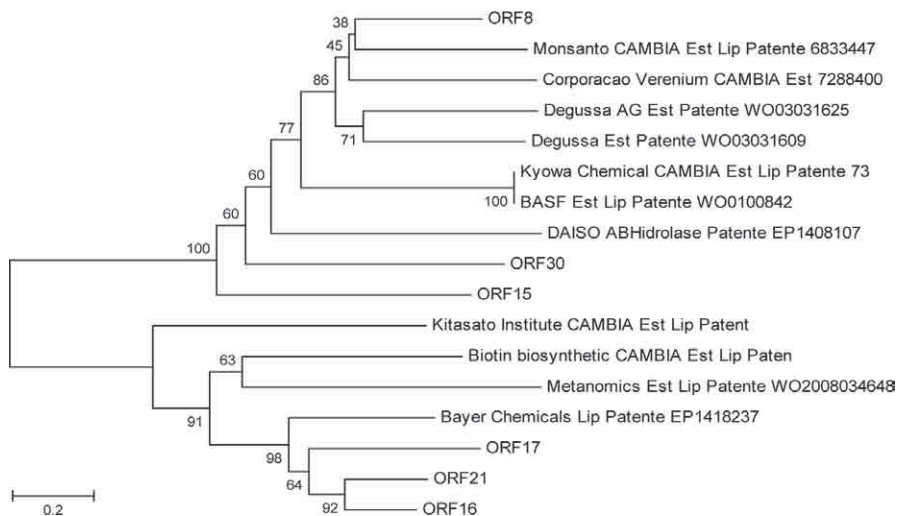 38
ORF8
45
Monsanto CAMBIA Est Lip Patente 6833447
86
Corporacao Verenium CAMBIA Est 7288400
Degussa AG Est Patente WO03031625
77
71
Degussa Est Patente WO03031609
60
Kyowa Chemical CAMBIA Est Lip Patente 73
100
BASF Est Lip Patente WO0100842
60
DAISO ABHidrolase Patente EP1408107
100
ORF30
ORF15
Kitasato Institute CAMBIA Est Lip Patent
63
Biotin biosynthetic CAMBIA Est Lip Paten
Metanomics Est Lip Patente WO2008034648
91
Bayer Chemicals Lip Patente EP1418237
98
ORF17
64
ORF21
92
ORF16
0.2